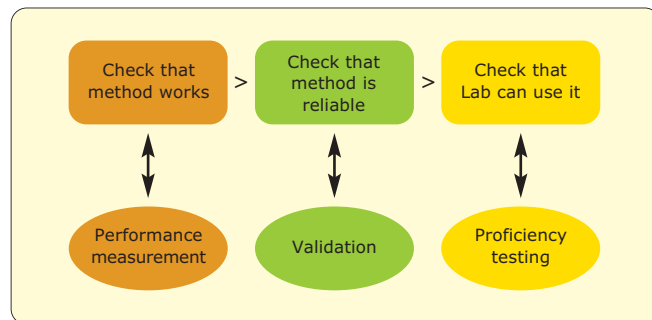 Check that
method works
>
Check that
method is
reliable
>
Check that
Lab can use it
Performance
measurement
Validation
Proficiency
testing